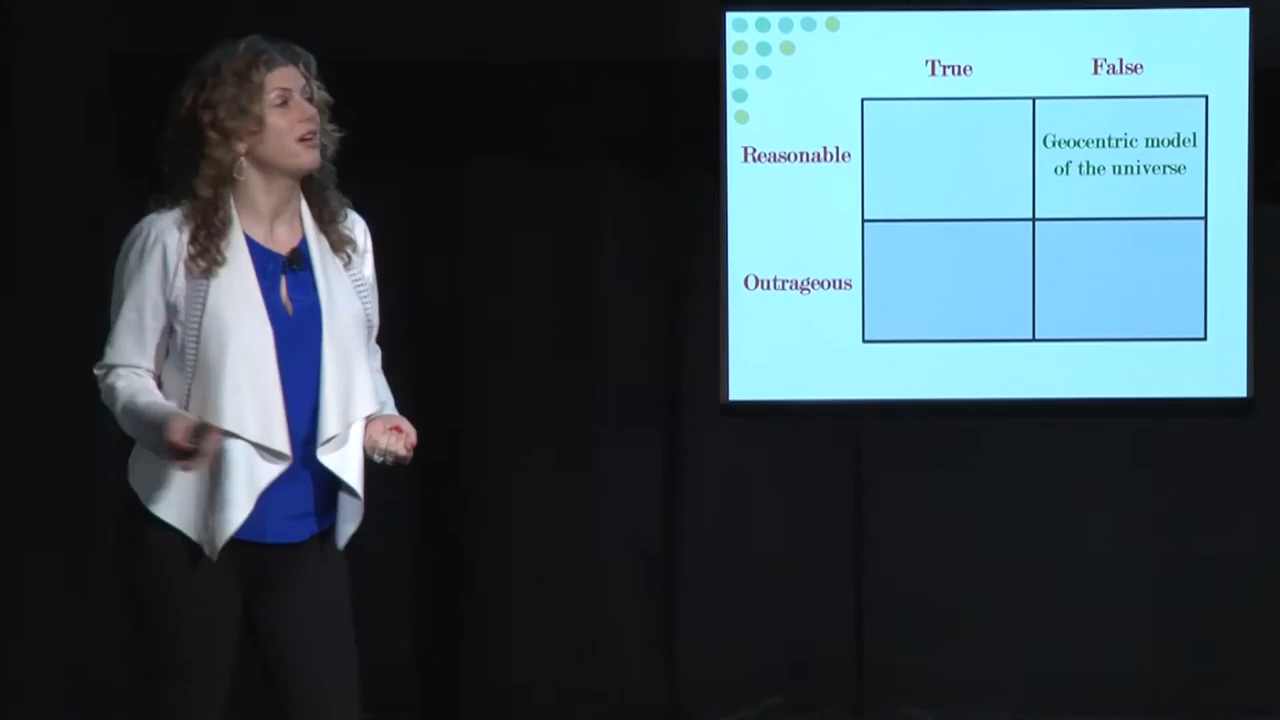 True False
Reasonable
Geocentric model
of the universe
Outrageous